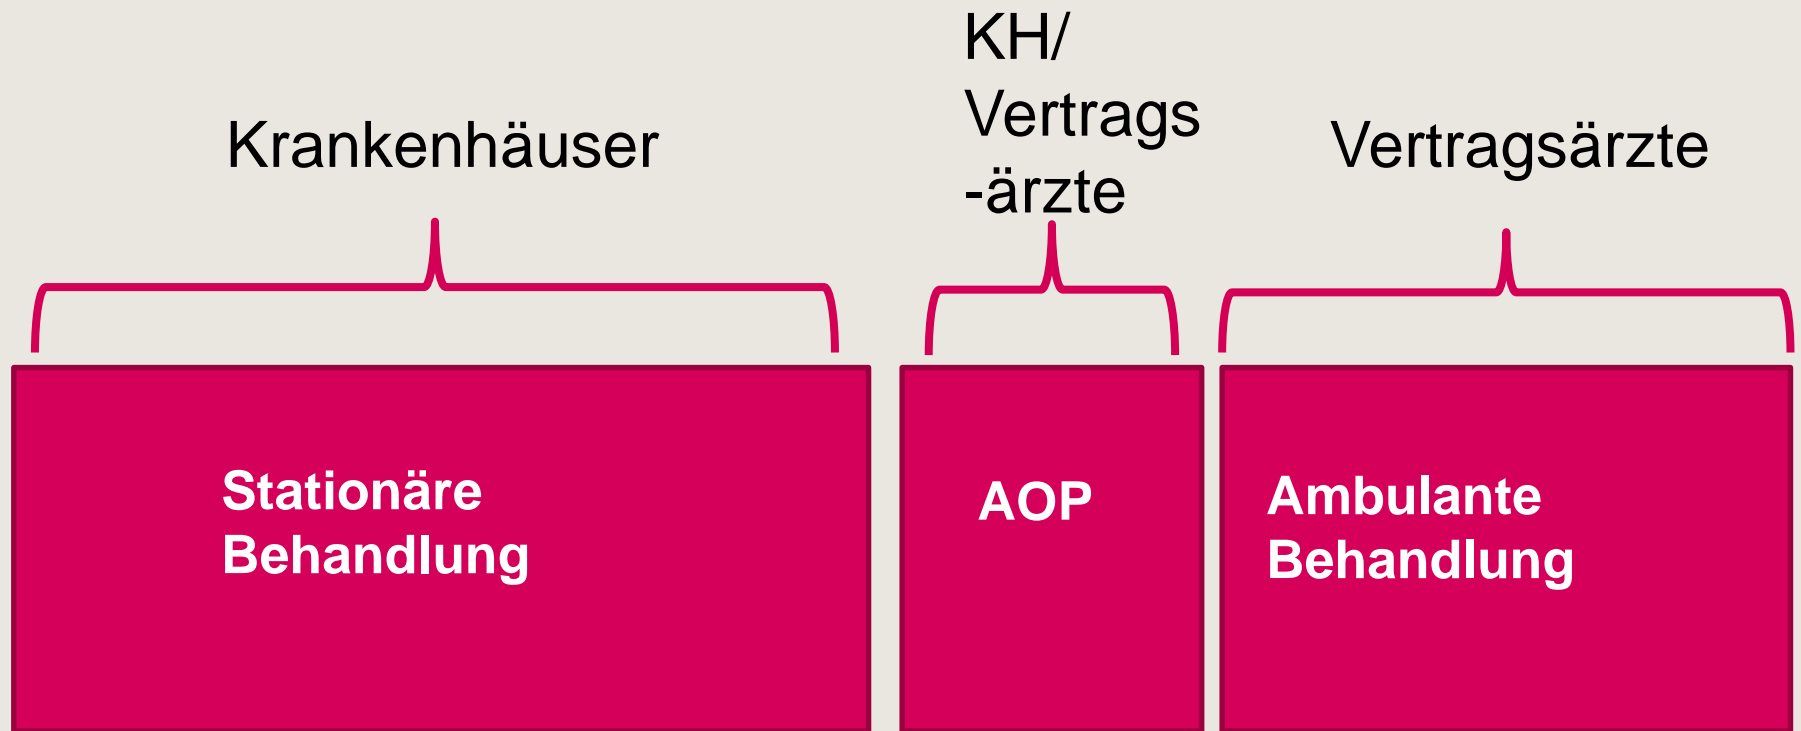 Krankenhäuser
KH/
Vertrags
-ärzte
Vertragsärzte
Stationäre
Behandlung
AOP
Ambulante
Behandlung